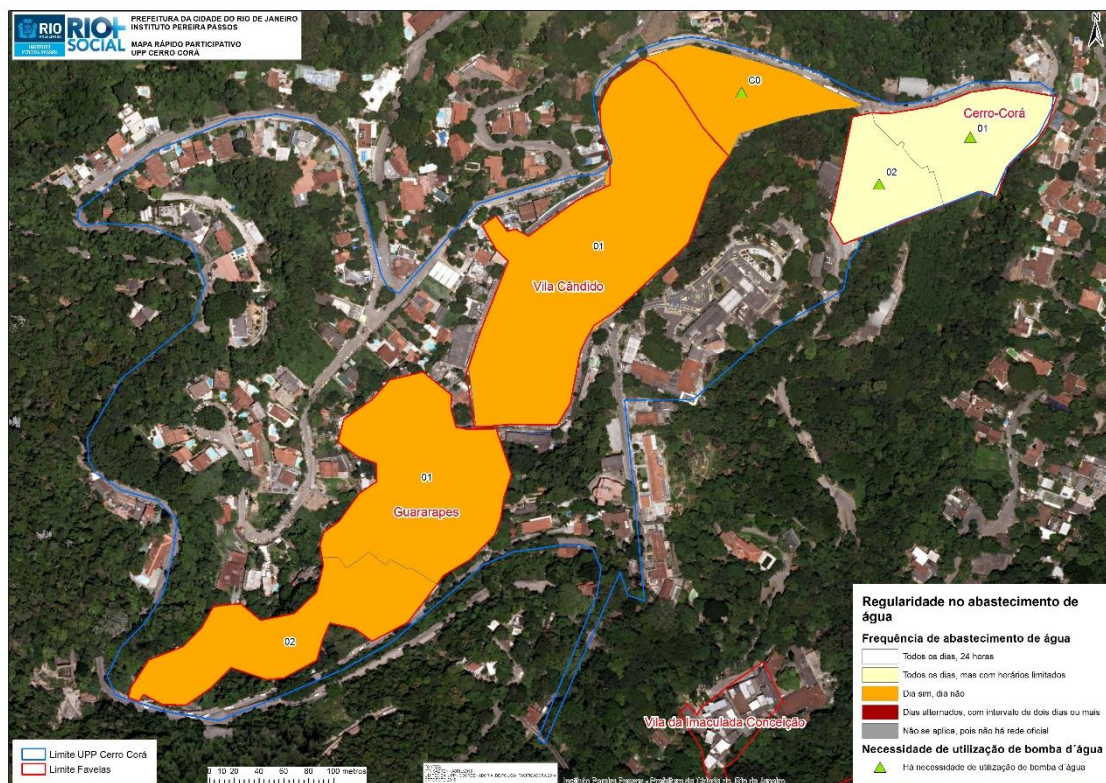 RIO
PREFEITURA
INSTITUTO
PEREIRA PASSOS
RIO+
SOCIAL
PREFEITURA DA CIDADE DO RIO DE JANEIRO
INSTITUTO PEREIRA PASSOS
MAPA RÁPIDO PARTICIPATIVO
UPP CERRO CORÁ
N
C0
Cerro-Corá
01
02
01
Vila Cândido
01
Guararapes
02
Vila da Imaculada Conceição
Regularidade no abastecimento de
água
Frequência de abastecimento de água
Todos os dias, 24 horas
Todos os dias, mas com horários limitados
Dia sim, dia não
Dias alternados, com intervalo de dois dias ou mais
Não se aplica, pois não há rede oficial
Necessidade de utilização de bomba d´água
Há necessidade de utilização de bomba d´água
Limite UPP Cerro Corá
Limite Favelas
0 10 20 40 60 80 100 metros
Instituto Pereira Passos - Prefeitura da Cidade do Rio de Janeiro